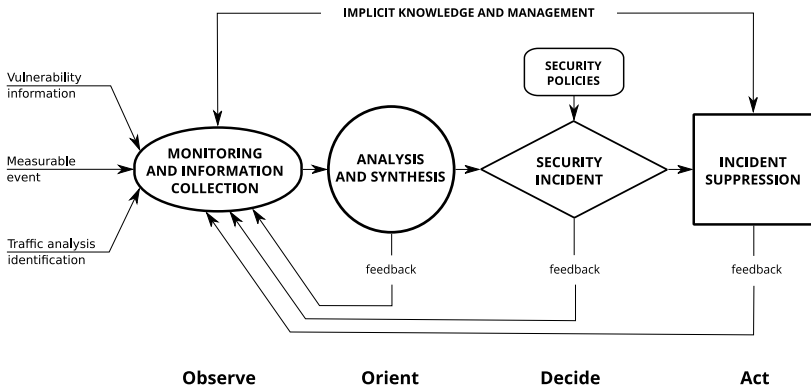 IMPLICIT KNOWLEDGE AND MANAGEMENT
SECURITY
POLICIES
Vulnerability
information
Measurable
event
Traffic analysis
identification
MONITORING
AND INFORMATION
COLLECTION
ANALYSIS
AND SYNTHESIS
SECURITY
INCIDENT
INCIDENT
SUPPRESSION
feedback
feedback
feedback
Observe
Orient
Decide
Act